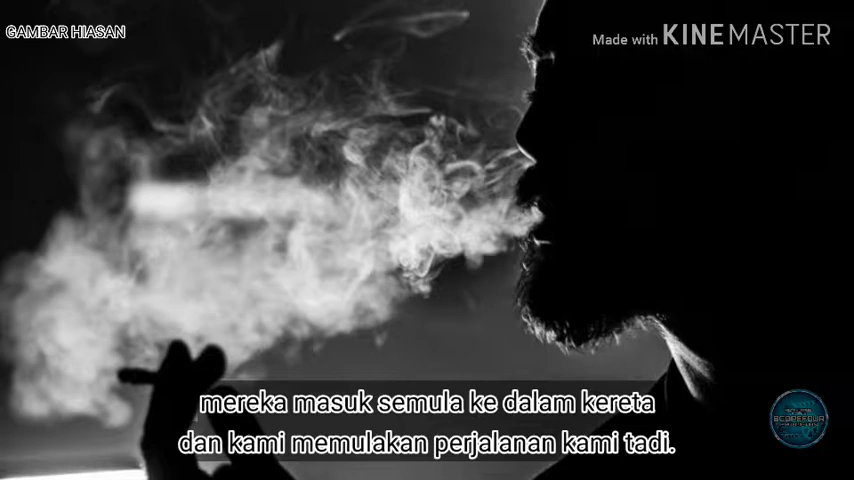 GAMBAR HIASAN
Made with KINEMASTER
mereka masuk semula ke dalam kereta
dan kami memulakan perjalanan kami tadi.